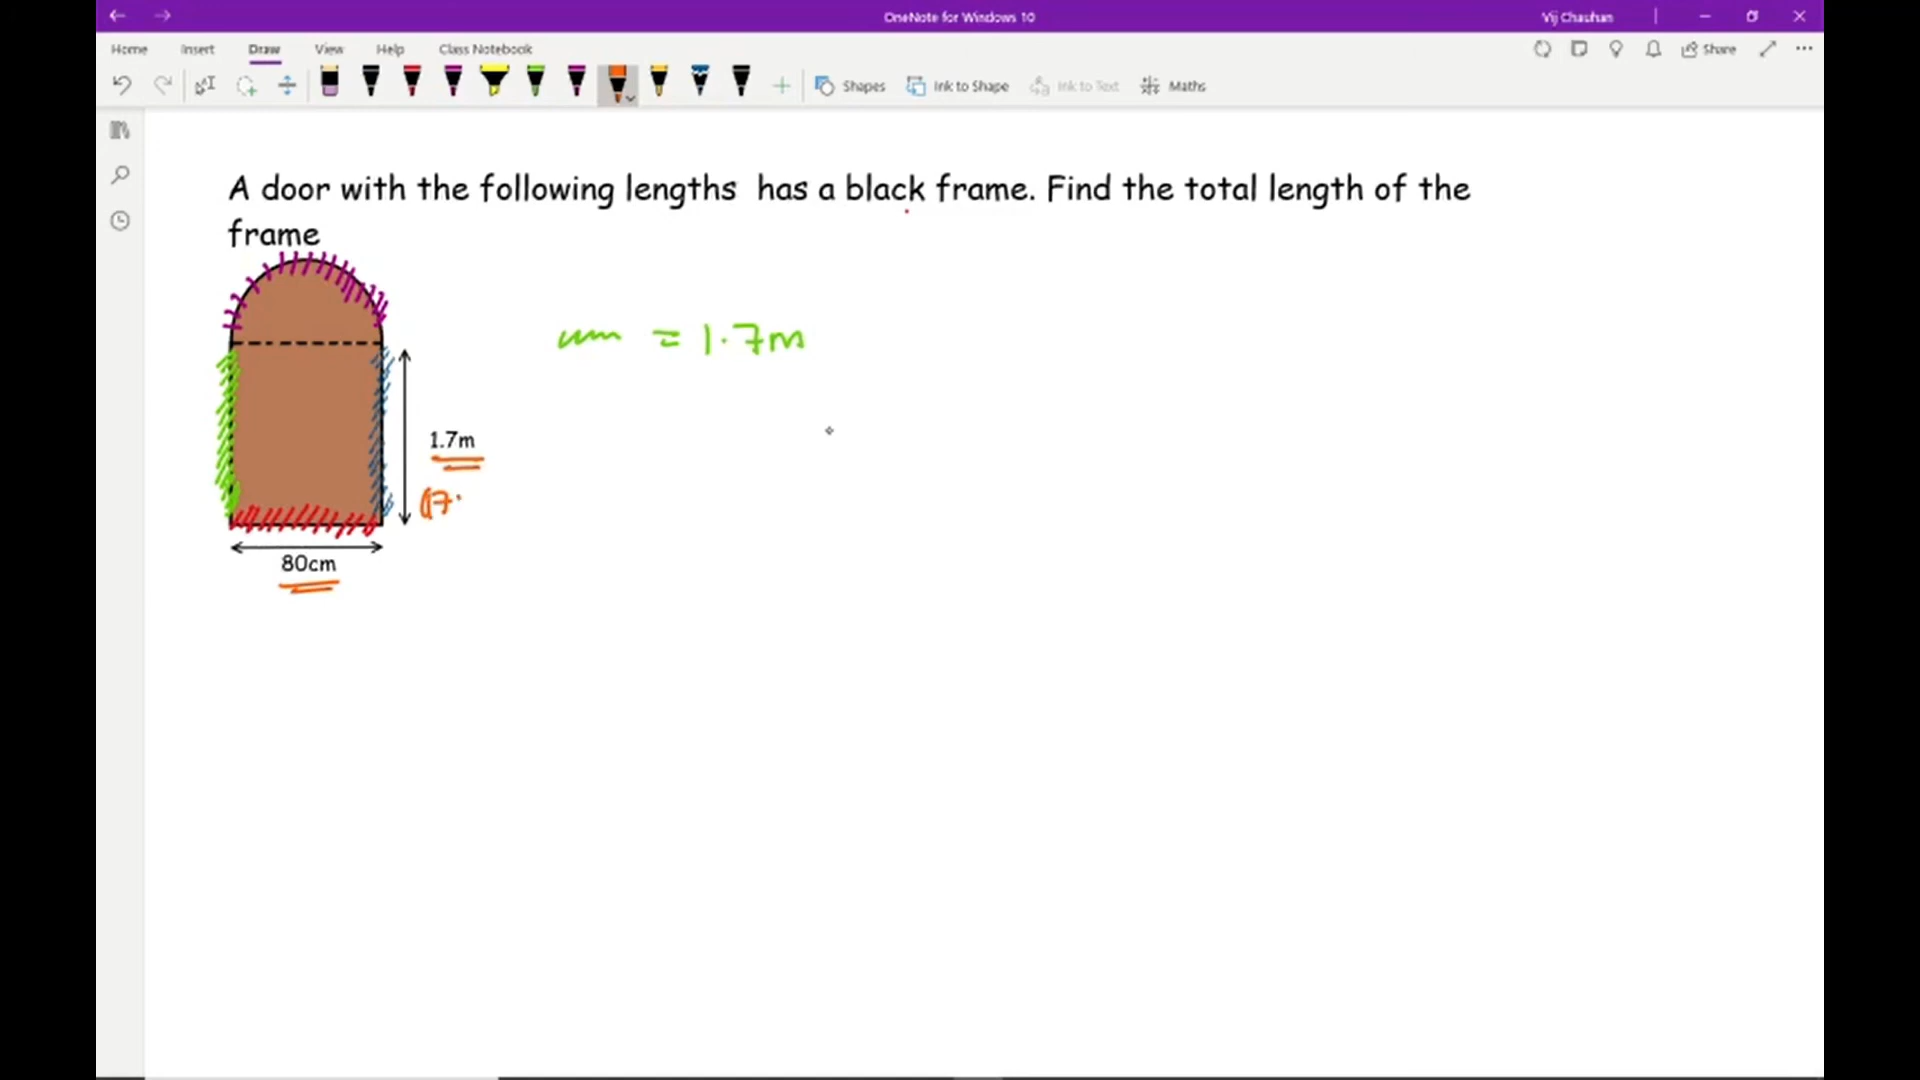 OneNote for Windows 10
Vij Chauhan
Home Insert Draw View Help Class Notebook
Share
Shapes Ink to Shape Ink to Text Maths
A door with the following lengths has a black frame. Find the total length of the
frame
= 1.7m
1.7m
(17
80cm